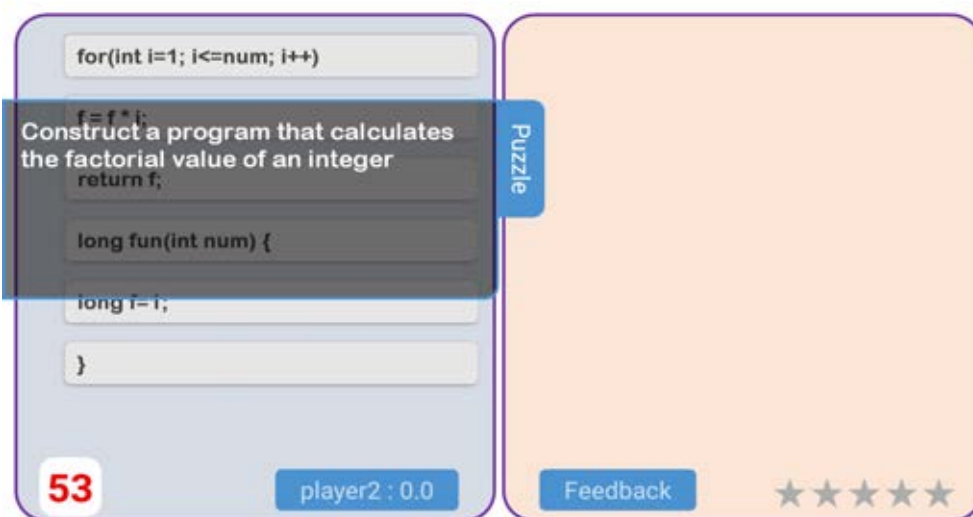 for(int i=1; i<=num; i++)
f = f * i;
Construct a program that calculates
the factorial value of an integer
return f;
long fun(int num) {
}
Puzzle
53
player2 : 0.0
Feedback